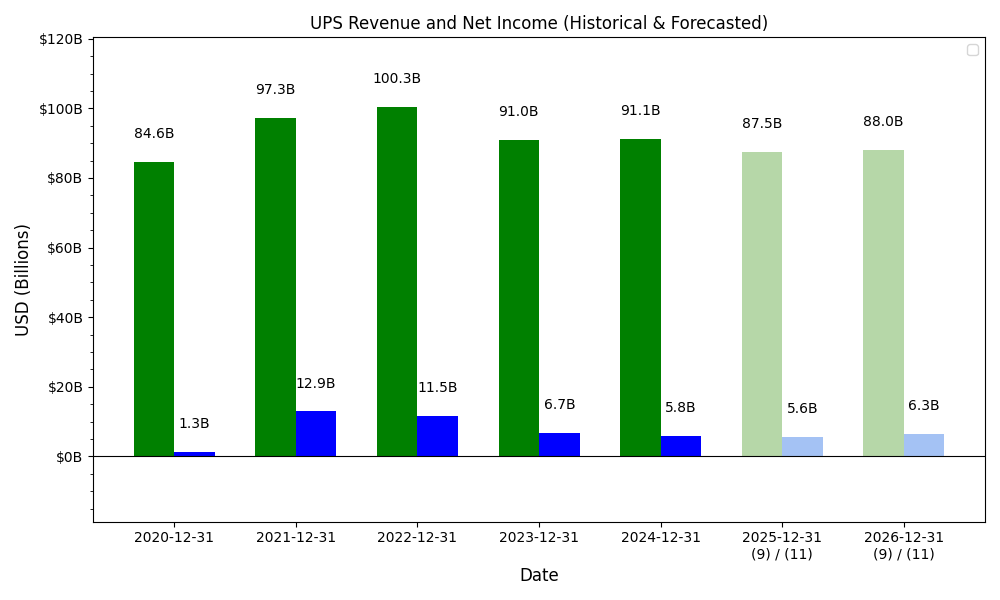 UPS Revenue and Net Income (Historical & Forecasted)
$120B
$100B
$80B
$60B
$40B
$20B
$0B
USD (Billions)
84.6B
1.3B
97.3B
12.9B
100.3B
11.5B
91.0B
6.7B
91.1B
5.8B
87.5B
5.6B
88.0B
6.3B
2020-12-31
2021-12-31
2022-12-31
2023-12-31
2024-12-31
2025-12-31
(9) / (11)
2026-12-31
(9) / (11)
Date